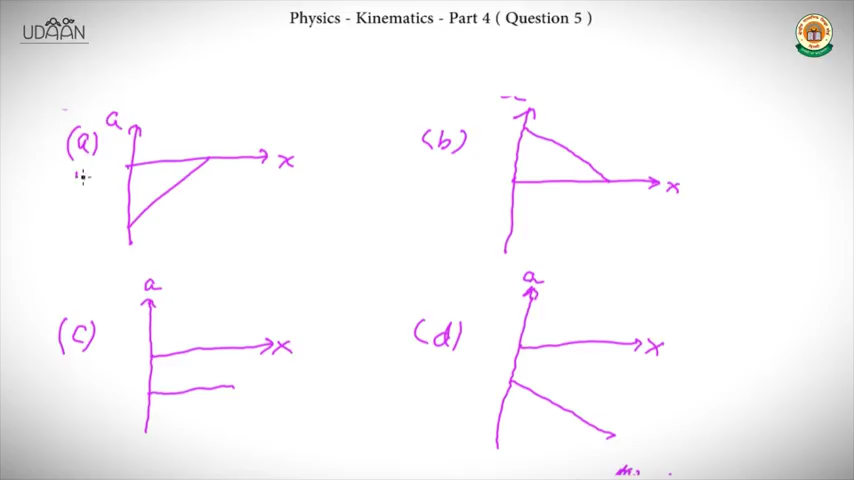 UDAAN
Physics - Kinematics - Part 4 ( Question 5 )
(a) a x
(b) x
(c) a x
(d) a x